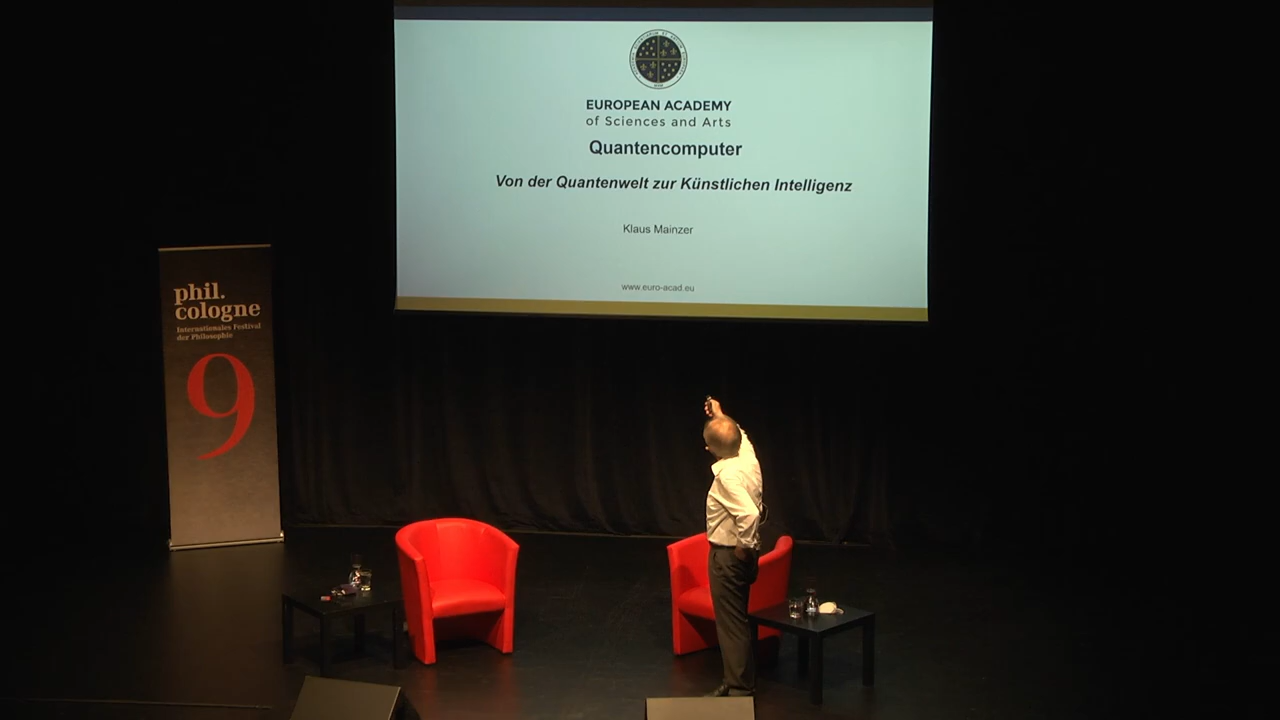 EUROPEAN ACADEMY
of Sciences and Arts
Quantencomputer
Von der Quantenwelt zur Künstlichen Intelligenz
Klaus Mainzer
www.euro-acad.eu
phil.
cologne
Internationales Festival
der Philosophie
9